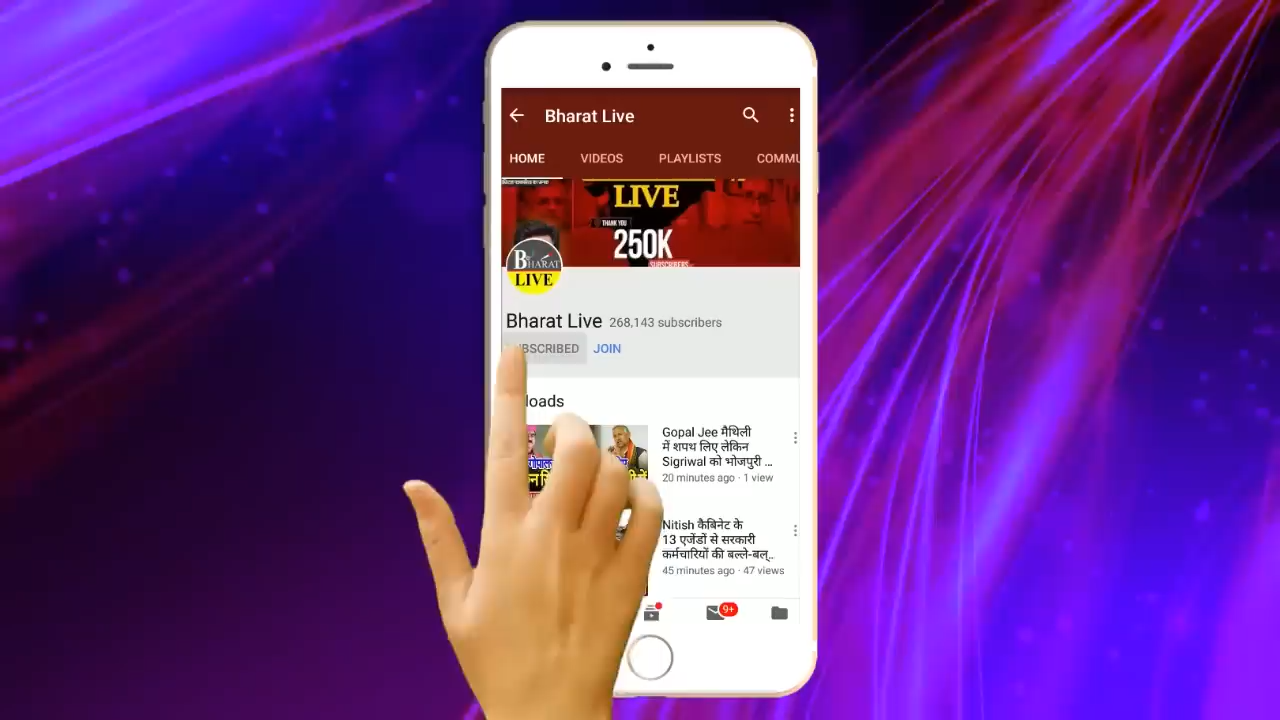 Bharat Live
HOME VIDEOS PLAYLISTS COMMU
LIVE
THANK YOU
250K
SUBSCRIBERS
BHARAT
LIVE
Bharat Live 268,143 subscribers
UBSCRIBED JOIN
loads
Gopal Jee मैथिली
में शपथ लिए लेकिन
Sigriwal को भोजपुरी ...
20 minutes ago · 1 view
Nitish कैबिनेट के
13 एजेंडों से सरकारी
कर्मचारियों की बल्ले-बल्..
45 minutes ago · 47 views
9+